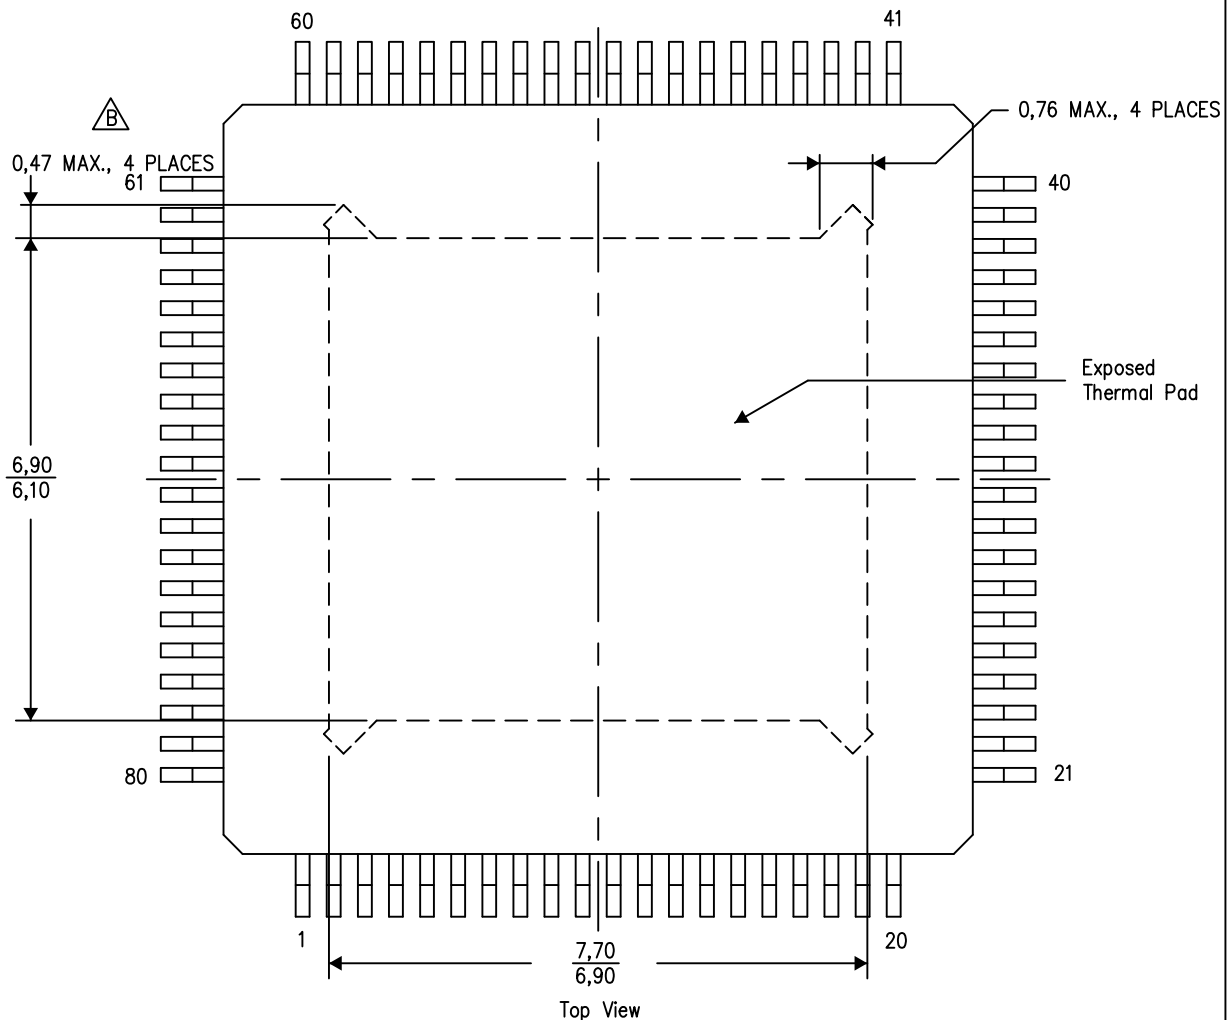 60
41
B
0,76 MAX., 4 PLACES
0,47 MAX., 4 PLACES
61
40
Exposed
Thermal Pad
6,90
6,10
80
21
1
20
7,70
6,90
Top View